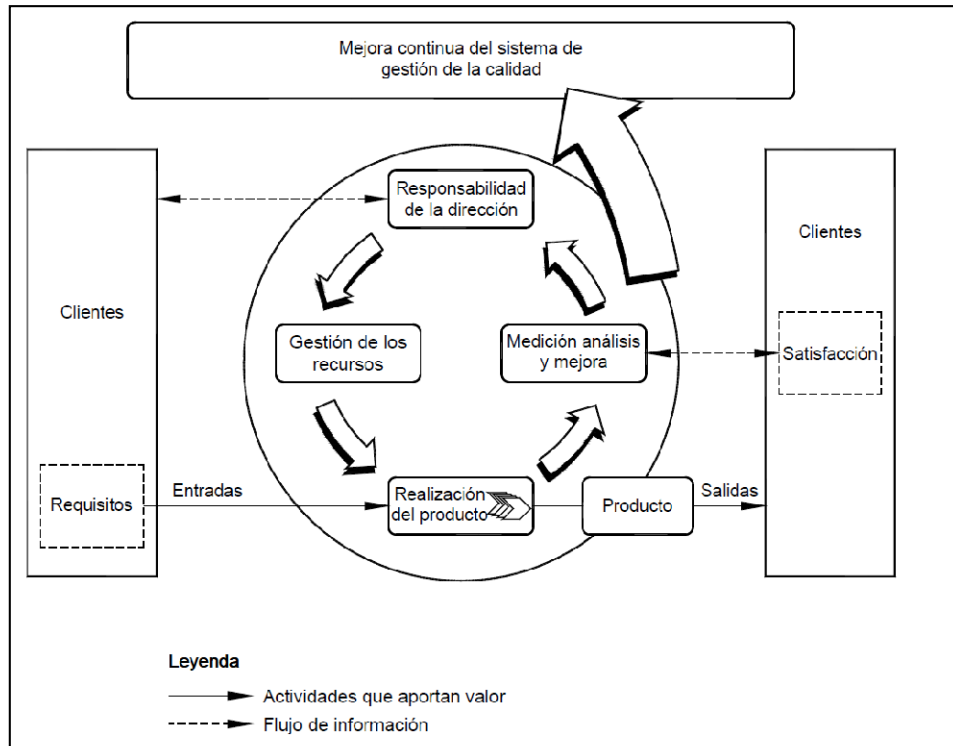 Mejora continua del sistema de
gestión de la calidad
Responsabilidad
de la dirección
Clientes
Clientes
Gestión de los
recursos
Medición análisis
y mejora
Satisfacción
Requisitos
Entradas
Realización
del producto
Producto
Salidas
Leyenda
Actividades que aportan valor
Flujo de información